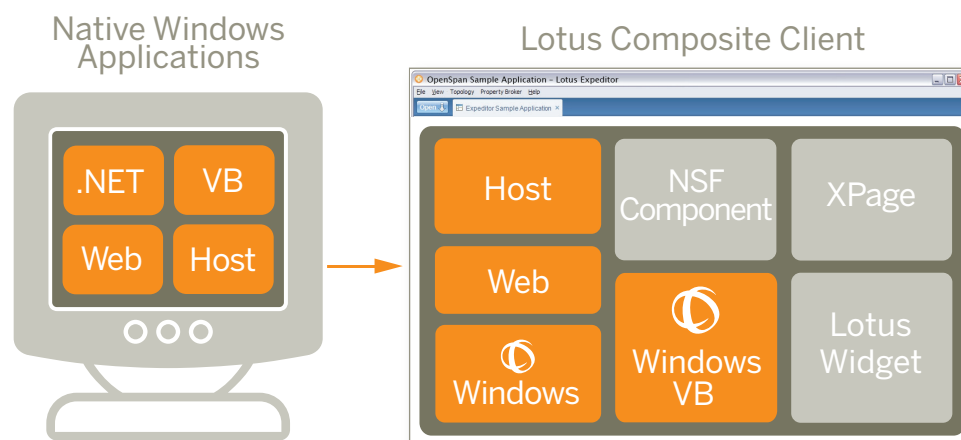 Native Windows
Applications
Lotus Composite Client
OpenSpan Sample Application – Lotus Expeditor
File View Topology Property Broker Help
Open
Expeditor Sample Application ×
.NET
VB
Web
Host
Host
NSF
Component
XPage
Web
Windows
Windows
VB
Lotus
Widget